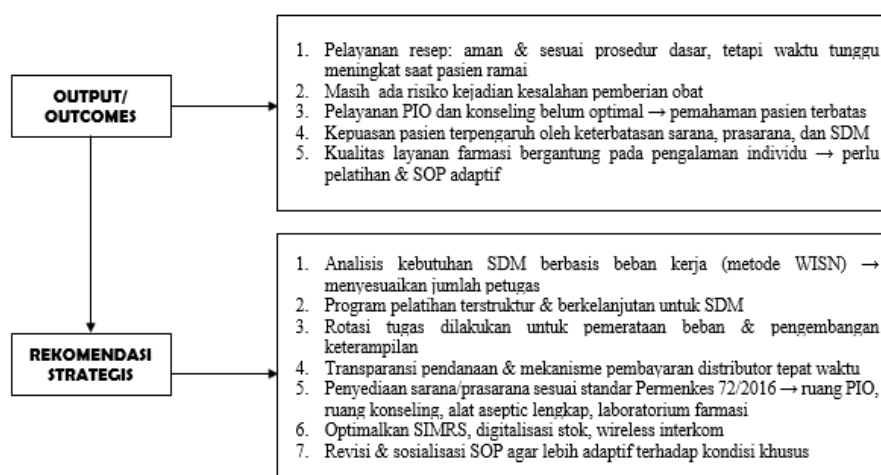 OUTPUT/
OUTCOMES
1. Pelayanan resep: aman & sesuai prosedur dasar, tetapi waktu tunggu
meningkat saat pasien ramai
2. Masih ada risiko kejadian kesalahan pemberian obat
3. Pelayanan PIO dan konseling belum optimal → pemahaman pasien terbatas
4. Kepuasan pasien terpengaruh oleh keterbatasan sarana, prasarana, dan SDM
5. Kualitas layanan farmasi bergantung pada pengalaman individu → perlu
pelatihan & SOP adaptif
REKOMENDASI
STRATEGIS
1. Analisis kebutuhan SDM berbasis beban kerja (metode WISN) →
menyesuaikan jumlah petugas
2. Program pelatihan terstruktur & berkelanjutan untuk SDM
3. Rotasi tugas dilakukan untuk pemerataan beban & pengembangan
keterampilan
4. Transparansi pendanaan & mekanisme pembayaran distributor tepat waktu
5. Penyediaan sarana/prasarana sesuai standar Permenkes 72/2016 → ruang PIO,
ruang konseling, alat aseptic lengkap, laboratorium farmasi
6. Optimalkan SIMRS, digitalisasi stok, wireless interkom
7. Revisi & sosialisasi SOP agar lebih adaptif terhadap kondisi khusus